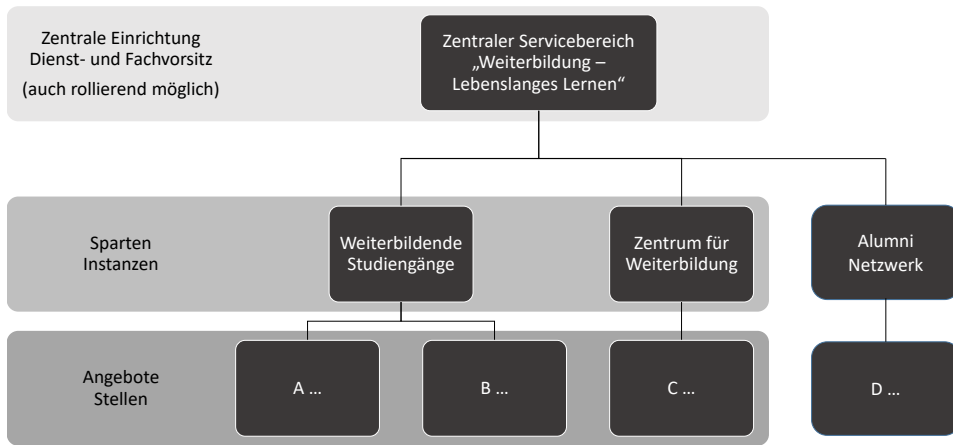 Zentrale Einrichtung
Dienst- und Fachvorsitz
(auch rollierend möglich)
Zentraler Servicebereich
„Weiterbildung –
Lebenslanges Lernen“
Sparten
Instanzen
Weiterbildende
Studiengänge
Zentrum für
Weiterbildung
Alumni
Netzwerk
Angebote
Stellen
A ...
B ...
C ...
D ...